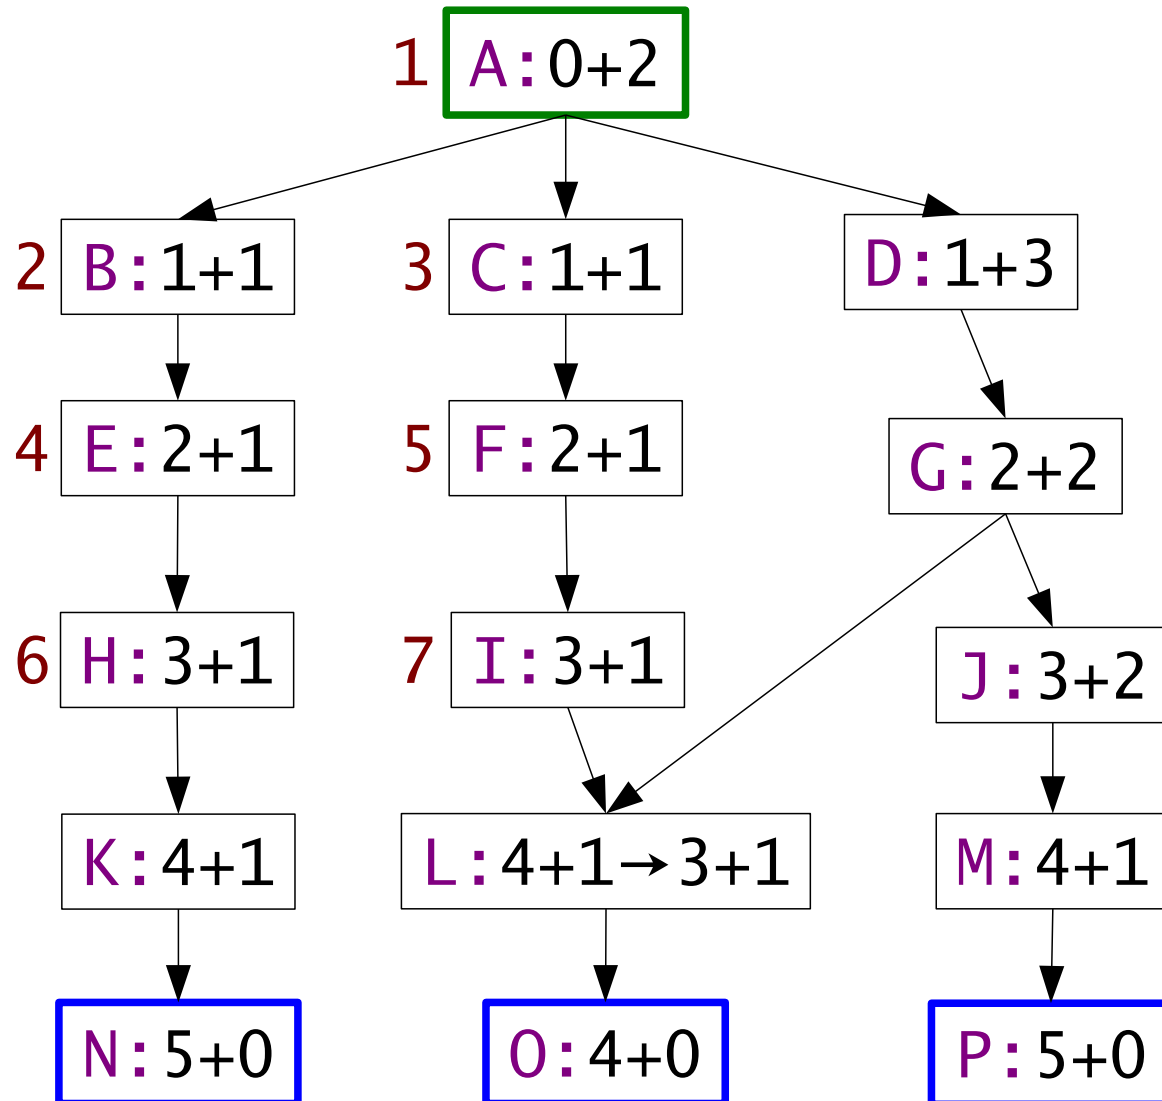 1 A:0+2
2 B:1+1 3 C:1+1 D:1+3
4 E:2+1 5 F:2+1 G:2+2
6 H:3+1 7 I:3+1 J:3+2
K:4+1 L:4+1→3+1 M:4+1
N:5+0 O:4+0 P:5+0